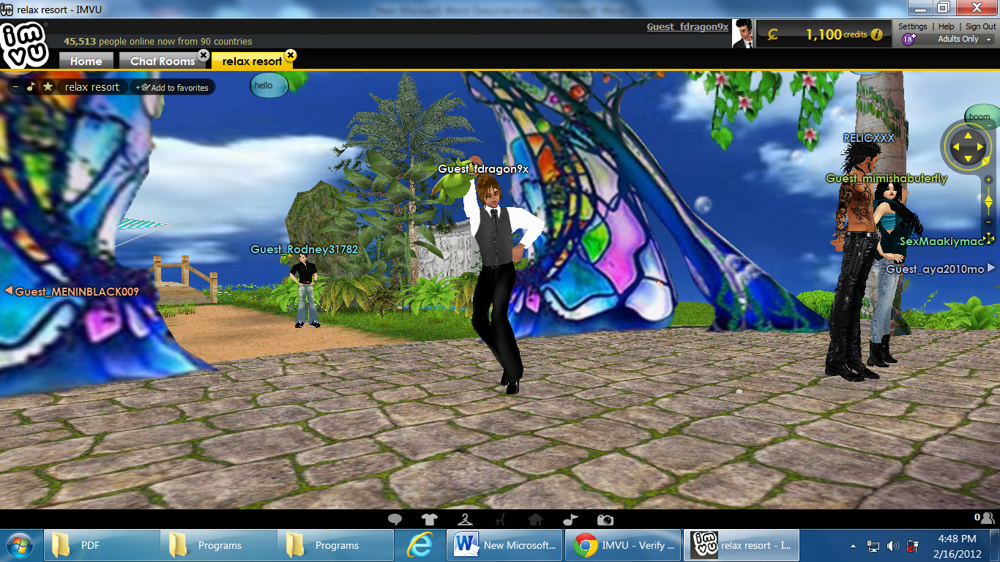 relax resort - IMVU
imvu
45,513 people online now from 90 countries
Guest_fdragon9x
1,100 credits i
Settings | Help | Sign Out
18+ Adults Only
Home
Chat Rooms
relax resort
relax resort
+ Add to favorites
hello
boom
RELICXXX
Guest_fdragon9x
Guest_mimishabuterfly
SexMaakiymac
Guest_Rodney31782
Guest_aya2010mo
Guest_MENINBLACK009
0
PDF
Programs
Programs
New Microsoft...
IMVU - Verify ...
imvu
relax resort - I...
4:48 PM
2/16/2012